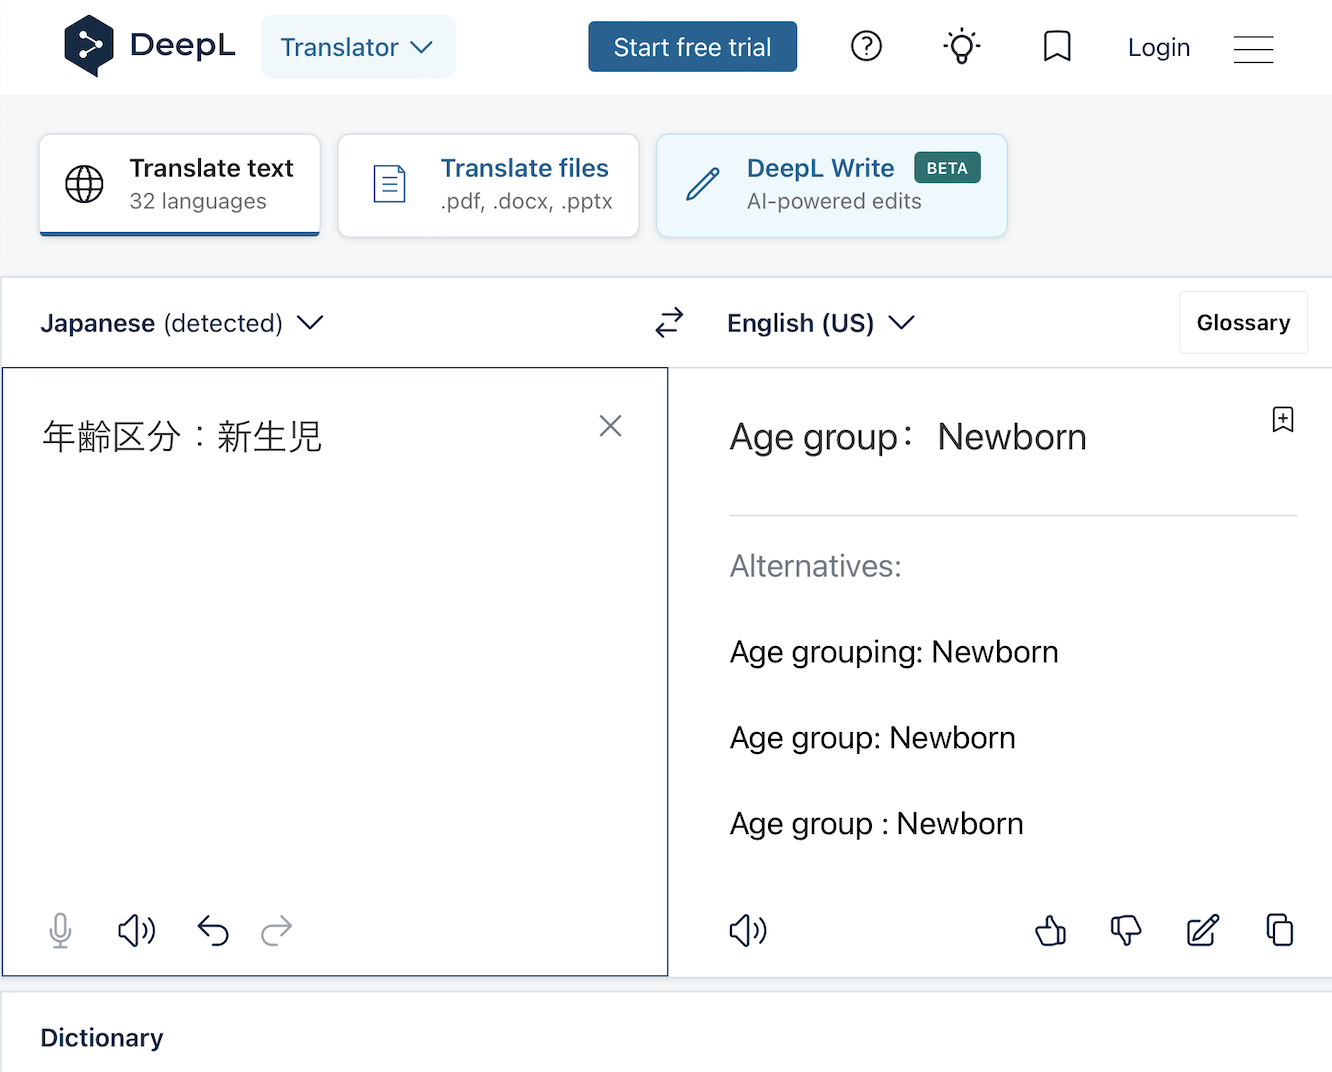 DeepL
Translator
Start free trial
Login
Translate text
32 languages
Translate files
.pdf, .docx, .pptx
DeepL Write BETA
AI-powered edits
Japanese (detected)
English (US)
Glossary
年齢区分：新生児
Age group： Newborn
Alternatives:
Age grouping: Newborn
Age group: Newborn
Age group : Newborn
Dictionary